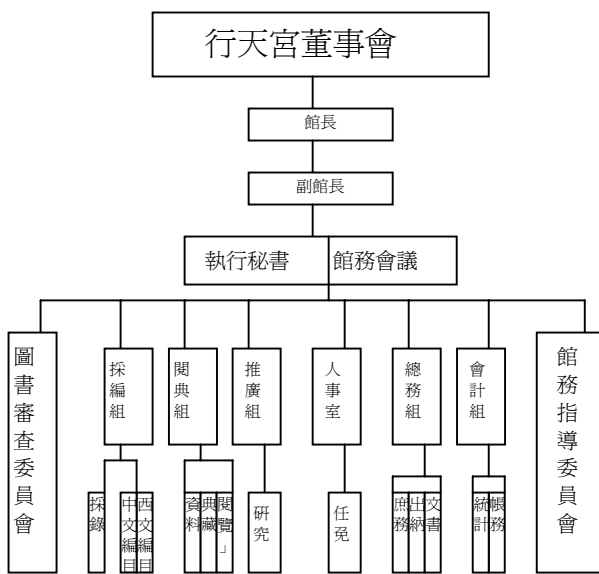 行天宮董事會
館長
副館長
執行秘書
館務會議
圖書審查委員會
採編組
閱典組
推廣組
人事室
總務組
會計組
館務指導委員會
採錄
中文編目
西文編目
資料
典藏
閱覽」
研究
任免
庶務
出納
文書
統計
帳務